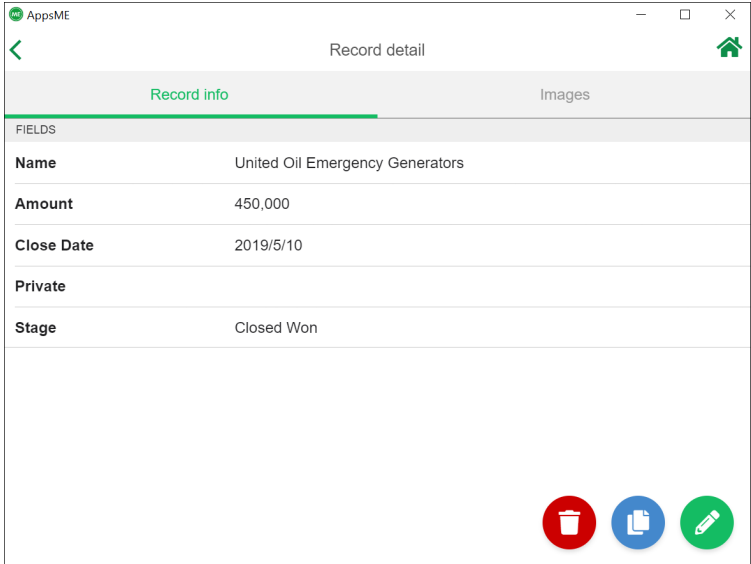 ME AppsME
Record detail
Record info Images
FIELDS
Name United Oil Emergency Generators
Amount 450,000
Close Date 2019/5/10
Private
Stage Closed Won